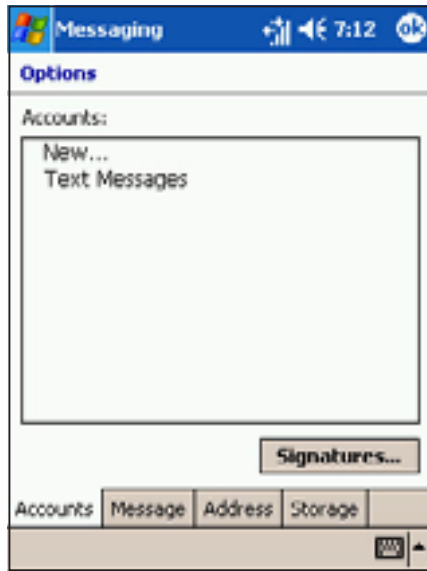 Messaging 7:12 ok
Options
Accounts:
New...
Text Messages
Signatures...
Accounts Message Address Storage